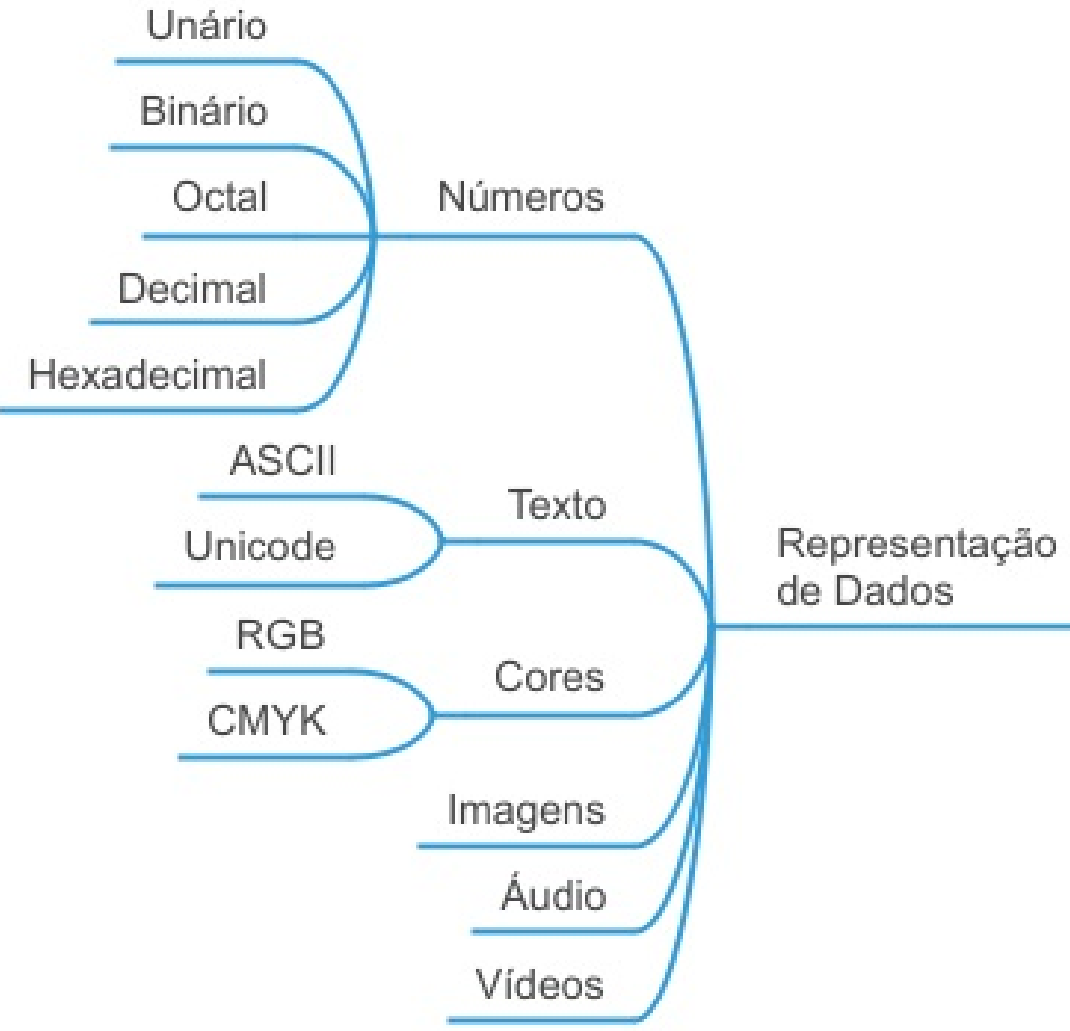 Unário
Binário
Octal
Decimal
Hexadecimal
Números
ASCII
Unicode
Texto
RGB
CMYK
Cores
Imagens
Áudio
Vídeos
Representação
de Dados